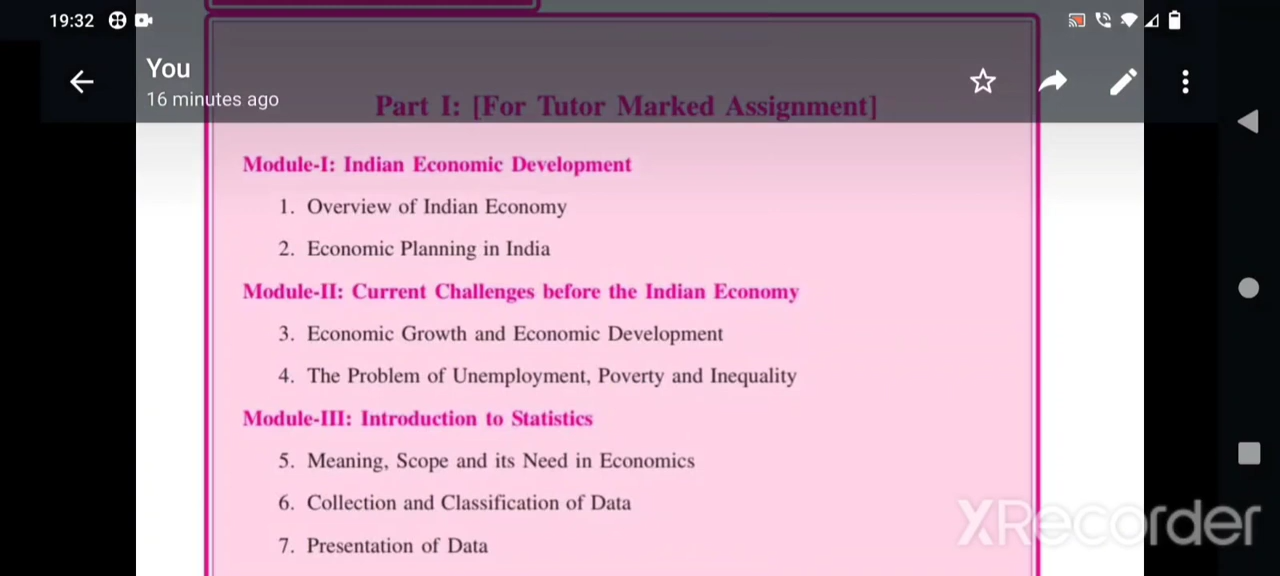 19:32
You
16 minutes ago
Part I: [For Tutor Marked Assignment]
Module-I: Indian Economic Development
1. Overview of Indian Economy
2. Economic Planning in India
Module-II: Current Challenges before the Indian Economy
3. Economic Growth and Economic Development
4. The Problem of Unemployment, Poverty and Inequality
Module-III: Introduction to Statistics
5. Meaning, Scope and its Need in Economics
6. Collection and Classification of Data
7. Presentation of Data
XRecorder